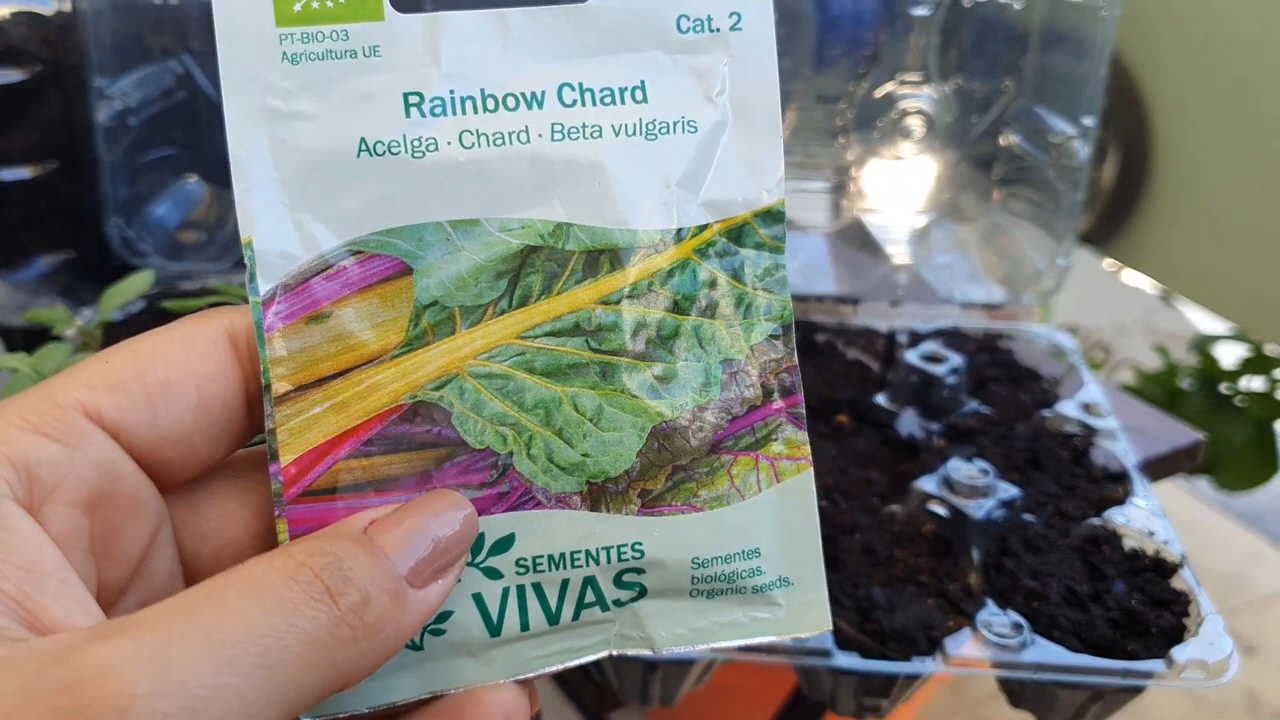 PT-BIO-03
Agricultura UE
Cat. 2
Rainbow Chard
Acelga · Chard · Beta vulgaris
SEMENTES
VIVAS
Sementes
biológicas.
Organic seeds.